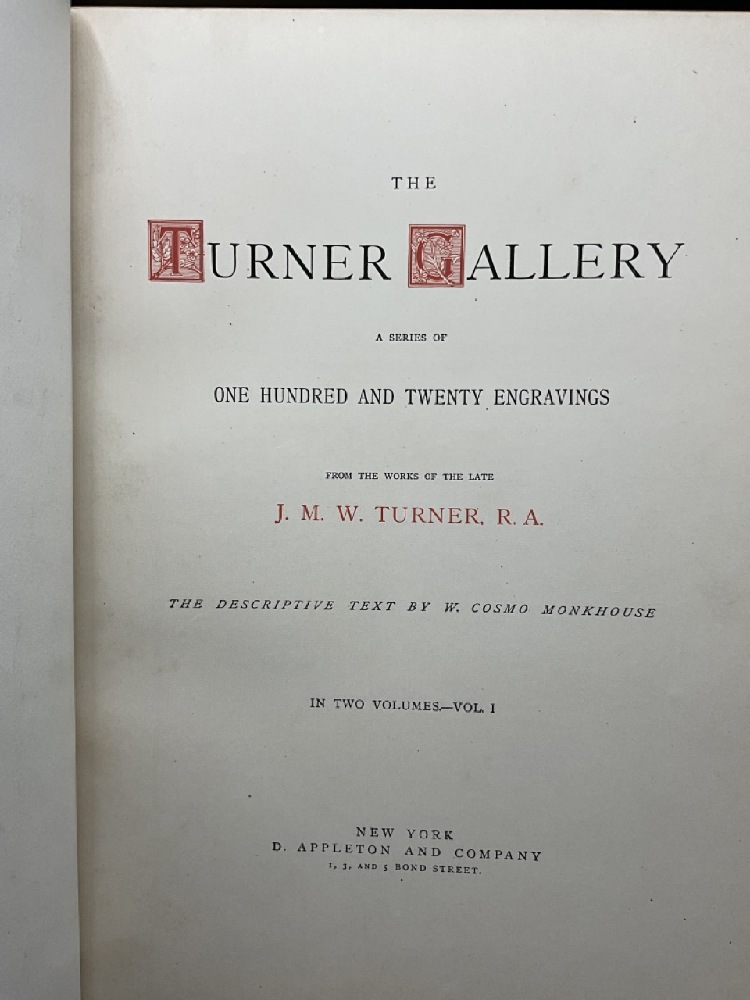 THE
TURNER GALLERY
A SERIES OF
ONE HUNDRED AND TWENTY ENGRAVINGS
FROM THE WORKS OF THE LATE
J. M. W. TURNER, R. A.
THE DESCRIPTIVE TEXT BY W. COSMO MONKHOUSE
IN TWO VOLUMES.—VOL. I
NEW YORK
D. APPLETON AND COMPANY
1, 3, AND 5 BOND STREET.